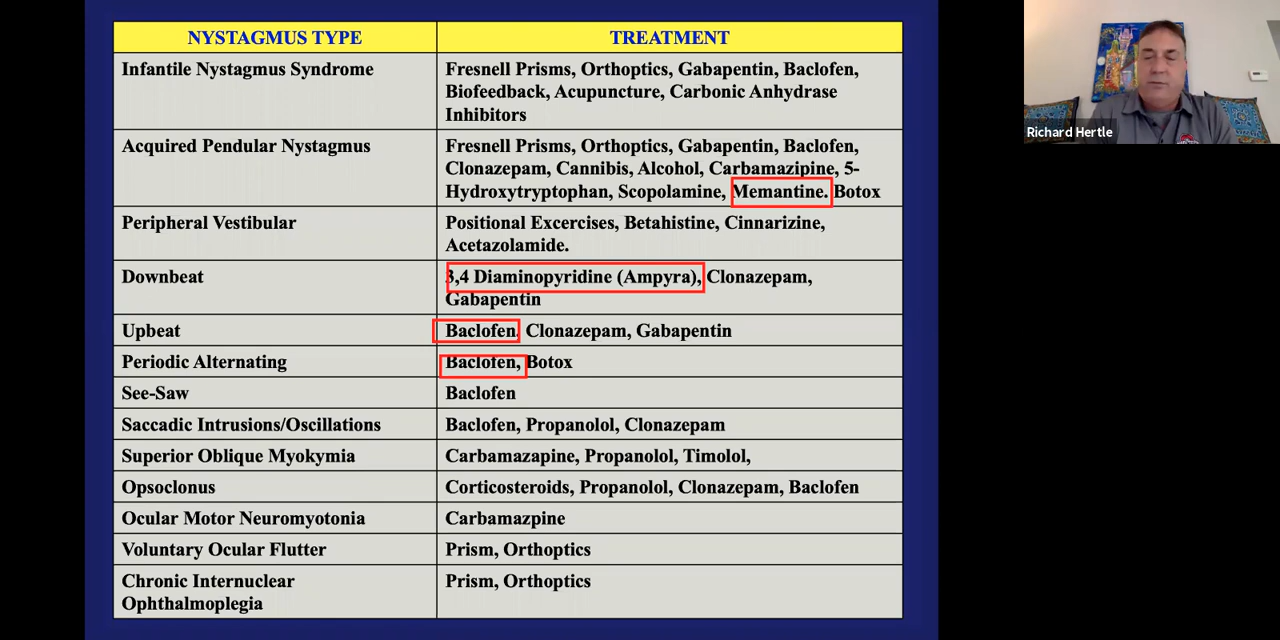 NYSTAGMUS TYPE TREATMENT
Infantile Nystagmus Syndrome Fresnell Prisms, Orthoptics, Gabapentin, Baclofen,
Biofeedback, Acupuncture, Carbonic Anhydrase
Inhibitors
Acquired Pendular Nystagmus Fresnell Prisms, Orthoptics, Gabapentin, Baclofen,
Clonazepam, Cannibis, Alcohol, Carbamazipine, 5-
Hydroxytryptophan, Scopolamine, Memantine. Botox
Peripheral Vestibular Positional Excercises, Betahistine, Cinnarizine,
Acetazolamide.
Downbeat 3,4 Diaminopyridine (Ampyra), Clonazepam,
Gabapentin
Upbeat Baclofen, Clonazepam, Gabapentin
Periodic Alternating Baclofen, Botox
See-Saw Baclofen
Saccadic Intrusions/Oscillations Baclofen, Propanolol, Clonazepam
Superior Oblique Myokymia Carbamazapine, Propanolol, Timolol,
Opsoclonus Corticosteroids, Propanolol, Clonazepam, Baclofen
Ocular Motor Neuromyotonia Carbamazpine
Voluntary Ocular Flutter Prism, Orthoptics
Chronic Internuclear Prism, Orthoptics
Ophthalmoplegia
Richard Hertle